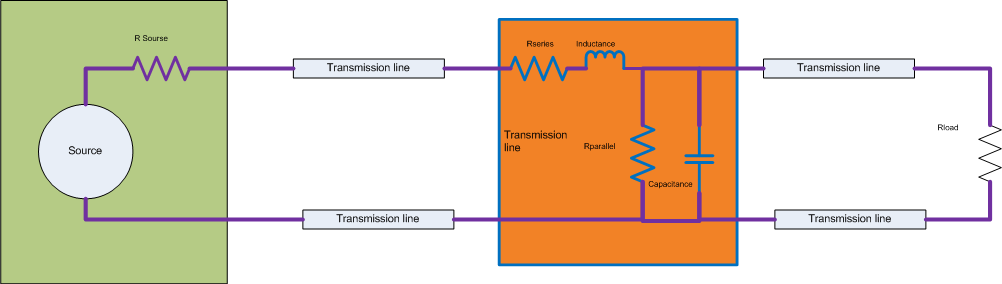 R Sourse
Rseries
Inductance
Transmission line
Transmission line
Source
Transmission
line
Rparallel
Rload
Capacitance
Transmission line
Transmission line